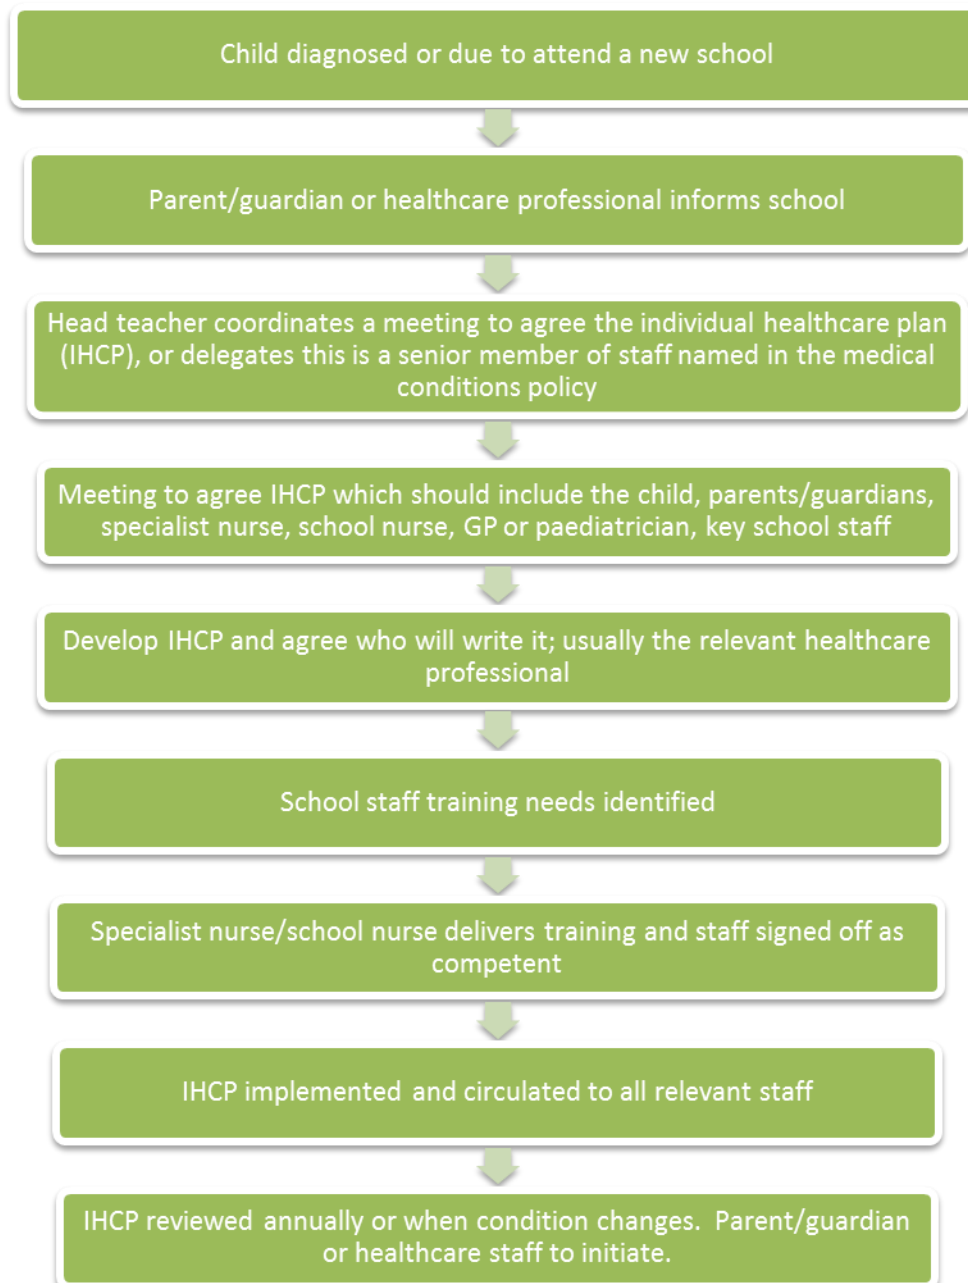 Child diagnosed or due to attend a new school
Parent/guardian or healthcare professional informs school
Head teacher coordinates a meeting to agree the individual healthcare plan
(IHCP), or delegates this is a senior member of staff named in the medical
conditions policy
Meeting to agree IHCP which should include the child, parents/guardians,
specialist nurse, school nurse, GP or paediatrician, key school staff
Develop IHCP and agree who will write it; usually the relevant healthcare
professional
School staff training needs identified
Specialist nurse/school nurse delivers training and staff signed off as
competent
IHCP implemented and circulated to all relevant staff
IHCP reviewed annually or when condition changes. Parent/guardian
or healthcare staff to initiate.